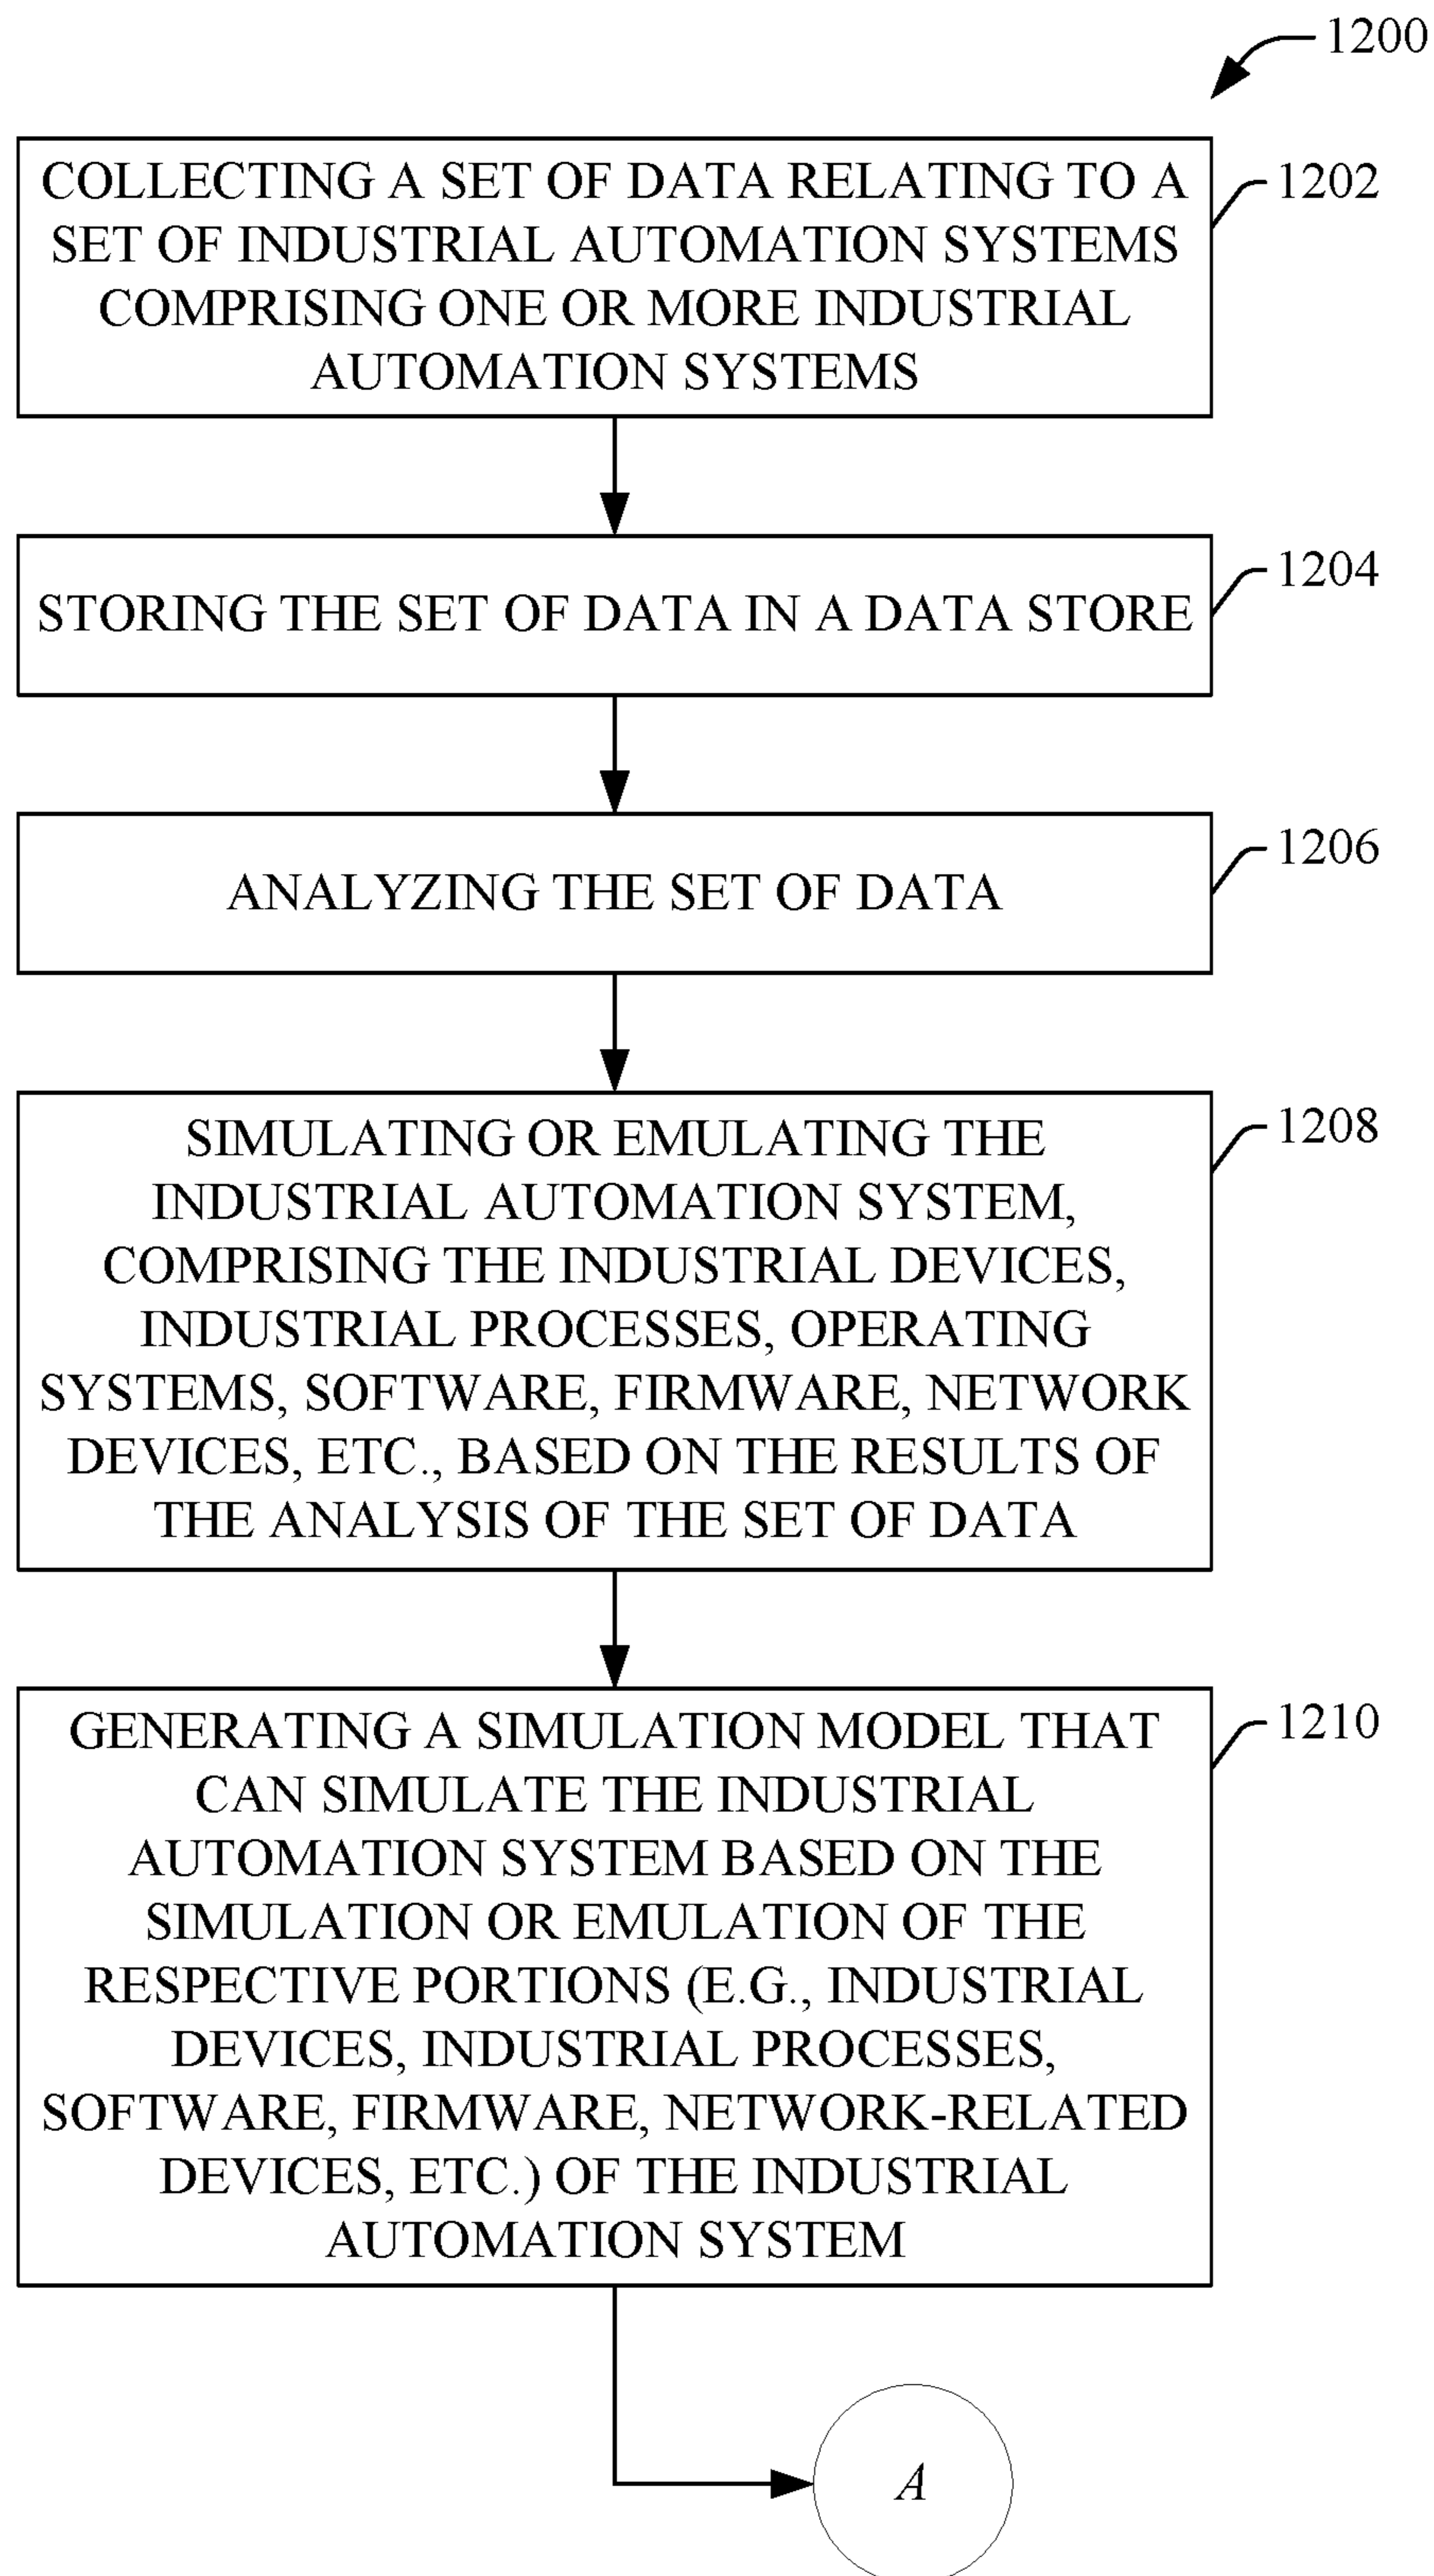 1200
COLLECTING A SET OF DATA RELATING TO A
SET OF INDUSTRIAL AUTOMATION SYSTEMS
COMPRISING ONE OR MORE INDUSTRIAL
AUTOMATION SYSTEMS
1202
STORING THE SET OF DATA IN A DATA STORE
1204
ANALYZING THE SET OF DATA
1206
SIMULATING OR EMULATING THE
INDUSTRIAL AUTOMATION SYSTEM,
COMPRISING THE INDUSTRIAL DEVICES,
INDUSTRIAL PROCESSES, OPERATING
SYSTEMS, SOFTWARE, FIRMWARE, NETWORK
DEVICES, ETC., BASED ON THE RESULTS OF
THE ANALYSIS OF THE SET OF DATA
1208
GENERATING A SIMULATION MODEL THAT
CAN SIMULATE THE INDUSTRIAL
AUTOMATION SYSTEM BASED ON THE
SIMULATION OR EMULATION OF THE
RESPECTIVE PORTIONS (E.G., INDUSTRIAL
DEVICES, INDUSTRIAL PROCESSES,
SOFTWARE, FIRMWARE, NETWORK-RELATED
DEVICES, ETC.) OF THE INDUSTRIAL
AUTOMATION SYSTEM
1210
A